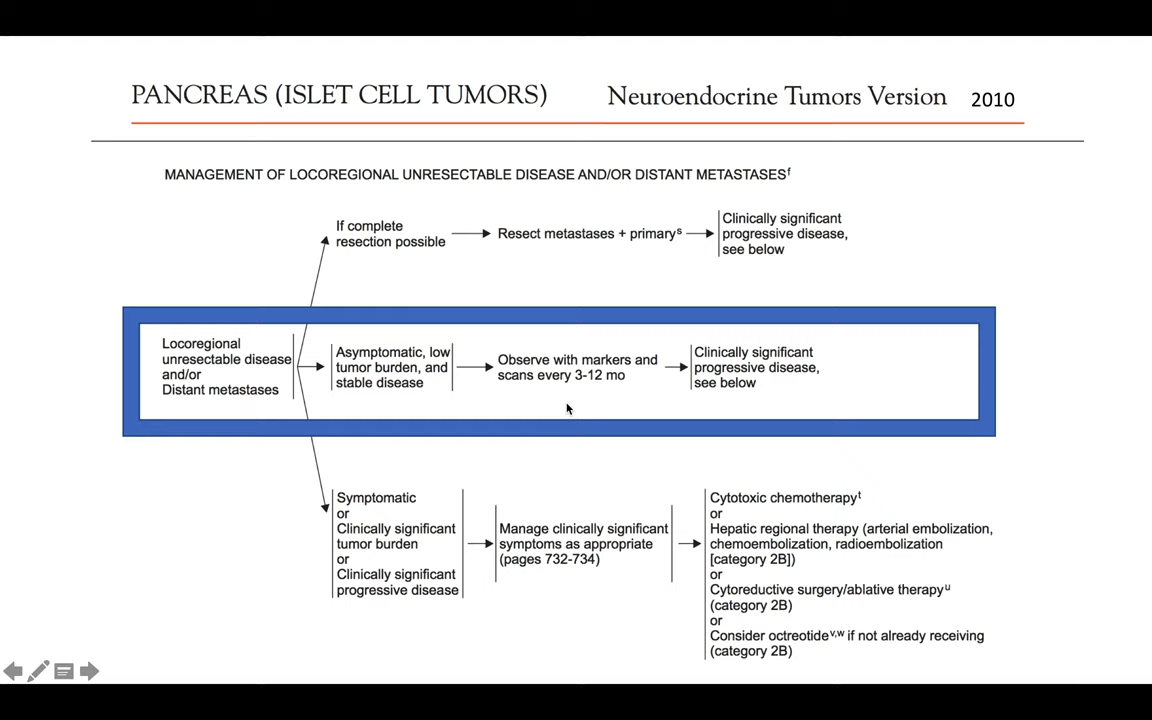 PANCREAS (ISLET CELL TUMORS)
Neuroendocrine Tumors Version 2010
MANAGEMENT OF LOCOREGIONAL UNRESECTABLE DISEASE AND/OR DISTANT METASTASESᶠ
If complete
resection possible
Resect metastases + primaryˢ
Clinically significant
progressive disease,
see below
Locoregional
unresectable disease
and/or
Distant metastases
Asymptomatic, low
tumor burden, and
stable disease
Observe with markers and
scans every 3-12 mo
Clinically significant
progressive disease,
see below
Symptomatic
or
Clinically significant
tumor burden
or
Clinically significant
progressive disease
Manage clinically significant
symptoms as appropriate
(pages 732-734)
Cytotoxic chemotherapyᵗ
or
Hepatic regional therapy (arterial embolization,
chemoembolization, radioembolization
[category 2B])
or
Cytoreductive surgery/ablative therapyᵘ
(category 2B)
or
Consider octreotideᵛ,ʷ if not already receiving
(category 2B)